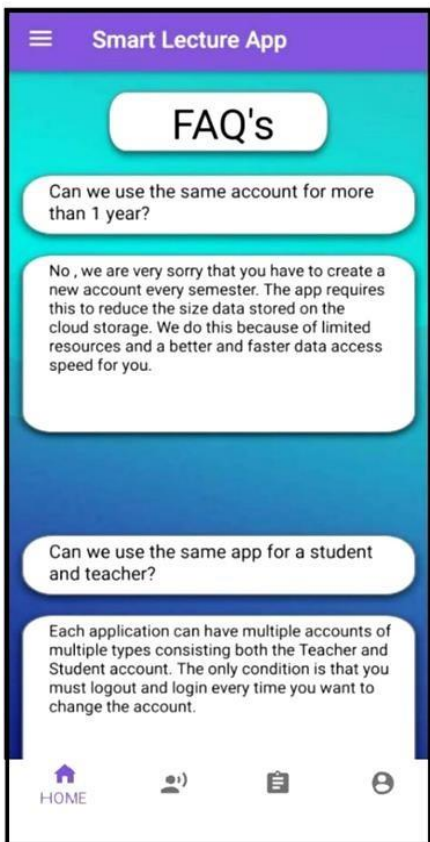 Smart Lecture App
FAQ's
Can we use the same account for more
than 1 year?
No , we are very sorry that you have to create a
new account every semester. The app requires
this to reduce the size data stored on the
cloud storage. We do this because of limited
resources and a better and faster data access
speed for you.
Can we use the same app for a student
and teacher?
Each application can have multiple accounts of
multiple types consisting both the Teacher and
Student account. The only condition is that you
must logout and login every time you want to
change the account.
HOME